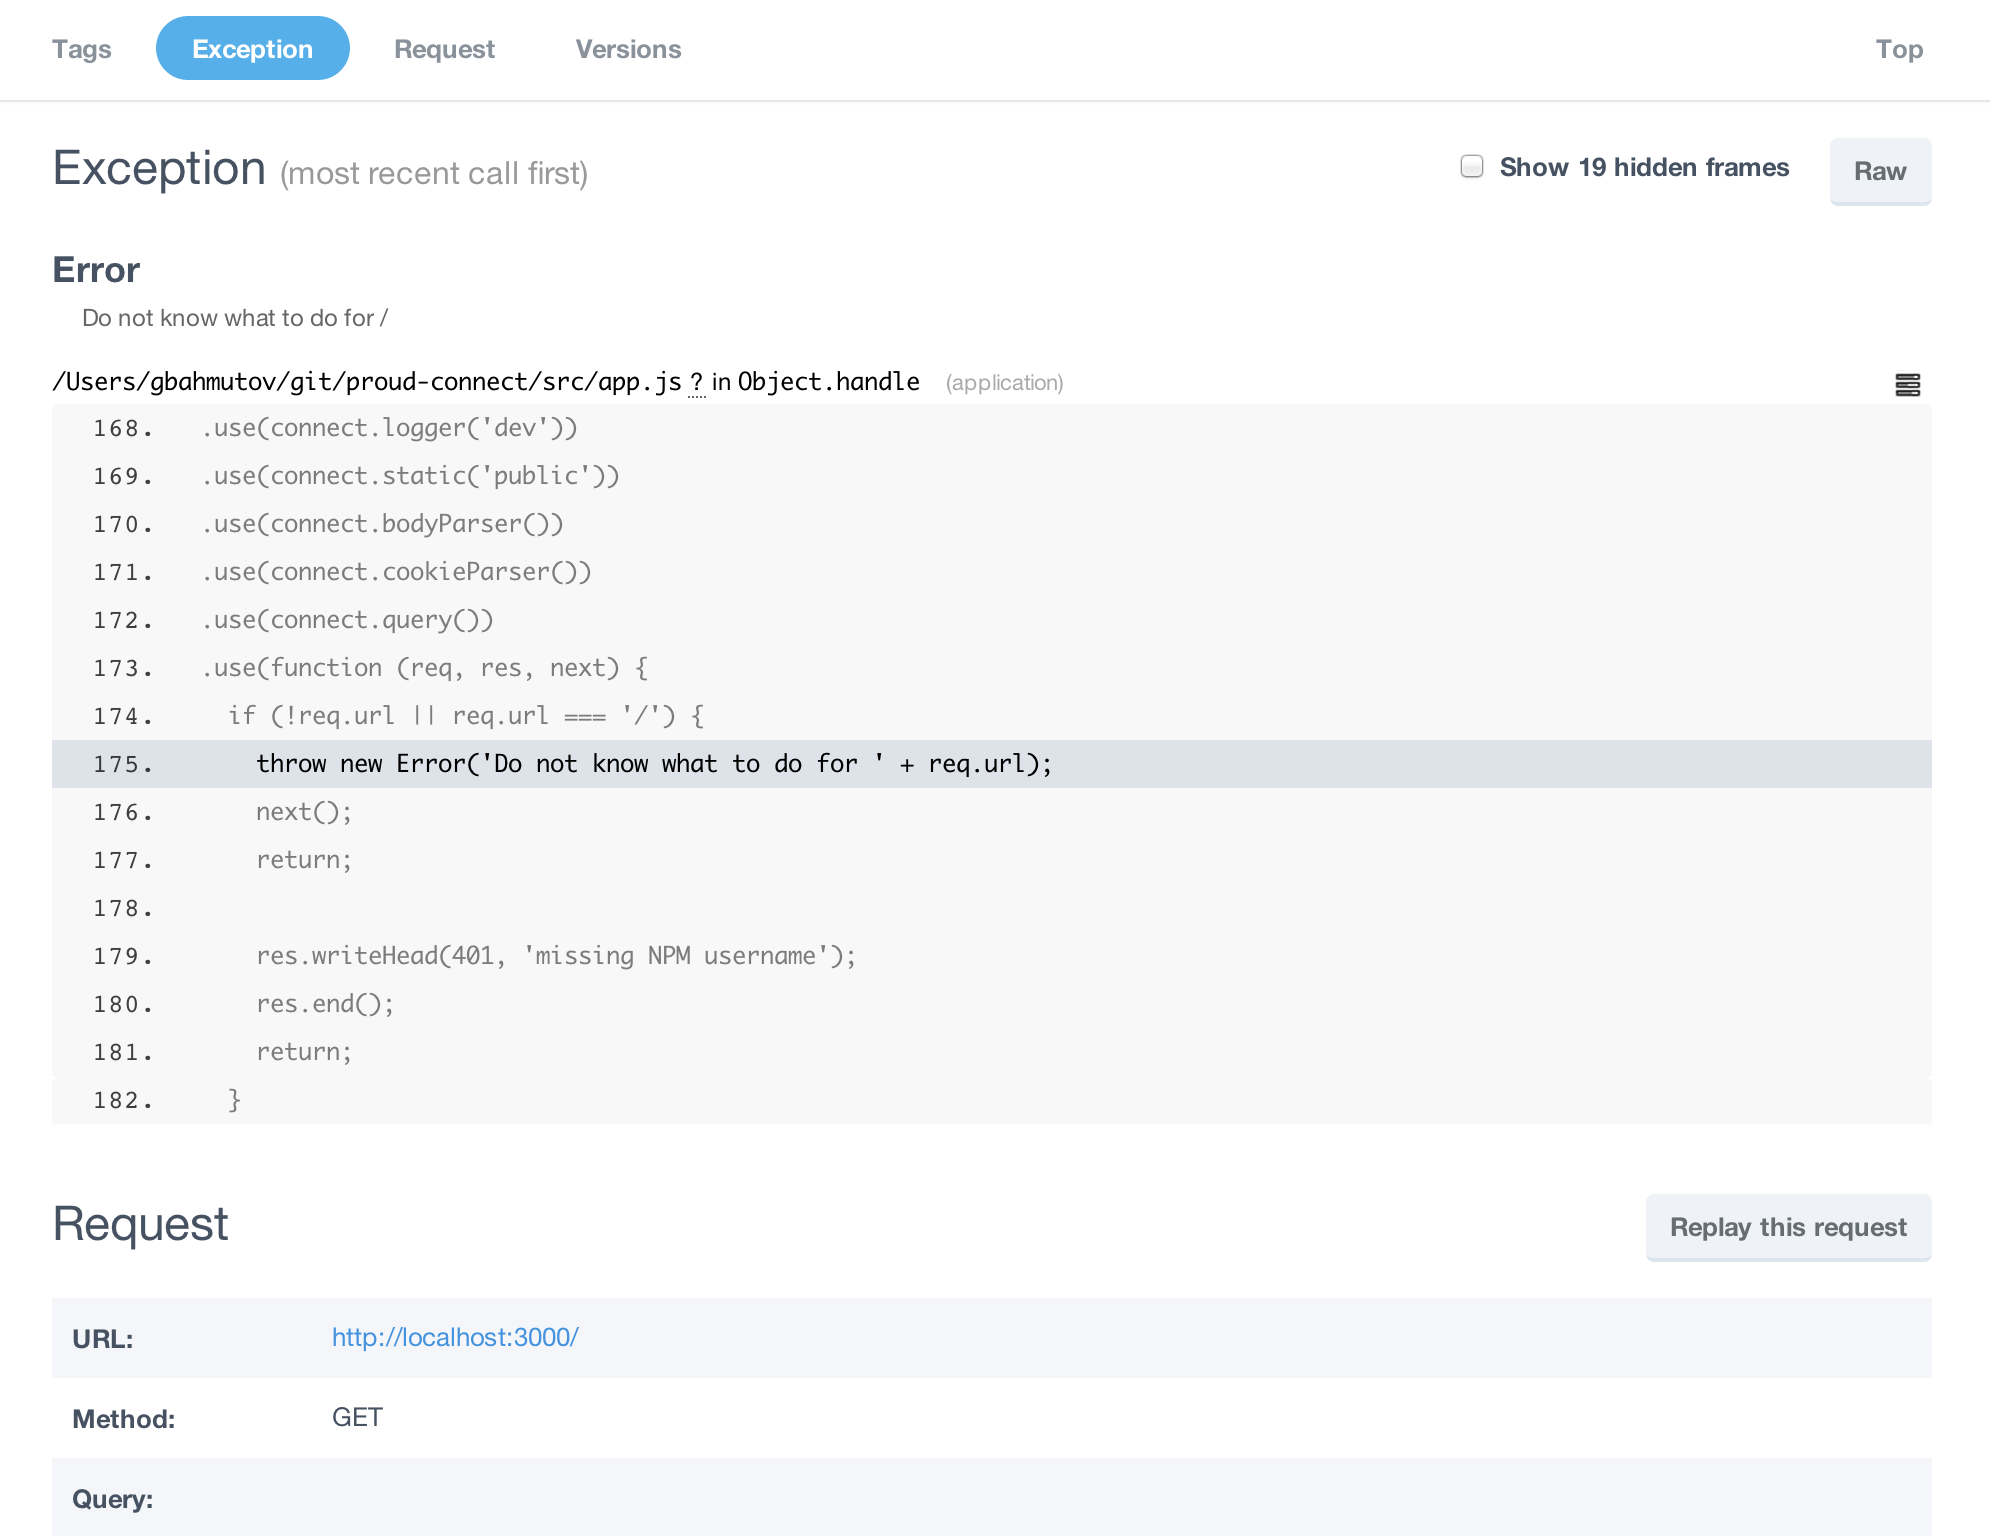 Tags Exception Request Versions Top
Exception (most recent call first) Show 19 hidden frames Raw
Error
Do not know what to do for /
/Users/gbahmutov/git/proud-connect/src/app.js ? in Object.handle (application)
168. .use(connect.logger('dev'))
169. .use(connect.static('public'))
170. .use(connect.bodyParser())
171. .use(connect.cookieParser())
172. .use(connect.query())
173. .use(function (req, res, next) {
174. if (!req.url || req.url === '/') {
175. throw new Error('Do not know what to do for ' + req.url);
176. next();
177. return;
178.
179. res.writeHead(401, 'missing NPM username');
180. res.end();
181. return;
182. }
Request Replay this request
URL: http://localhost:3000/
Method: GET
Query: